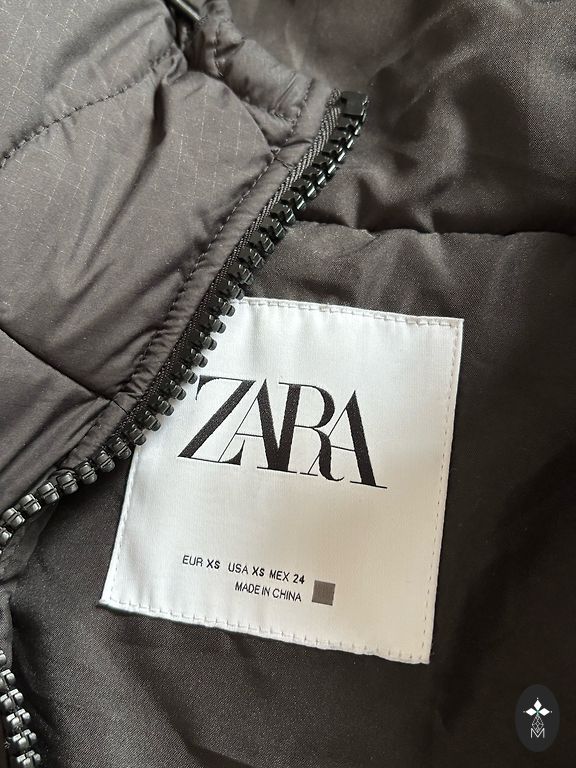 ZARA
EUR XS USA XS MEX 24
MADE IN CHINA
M